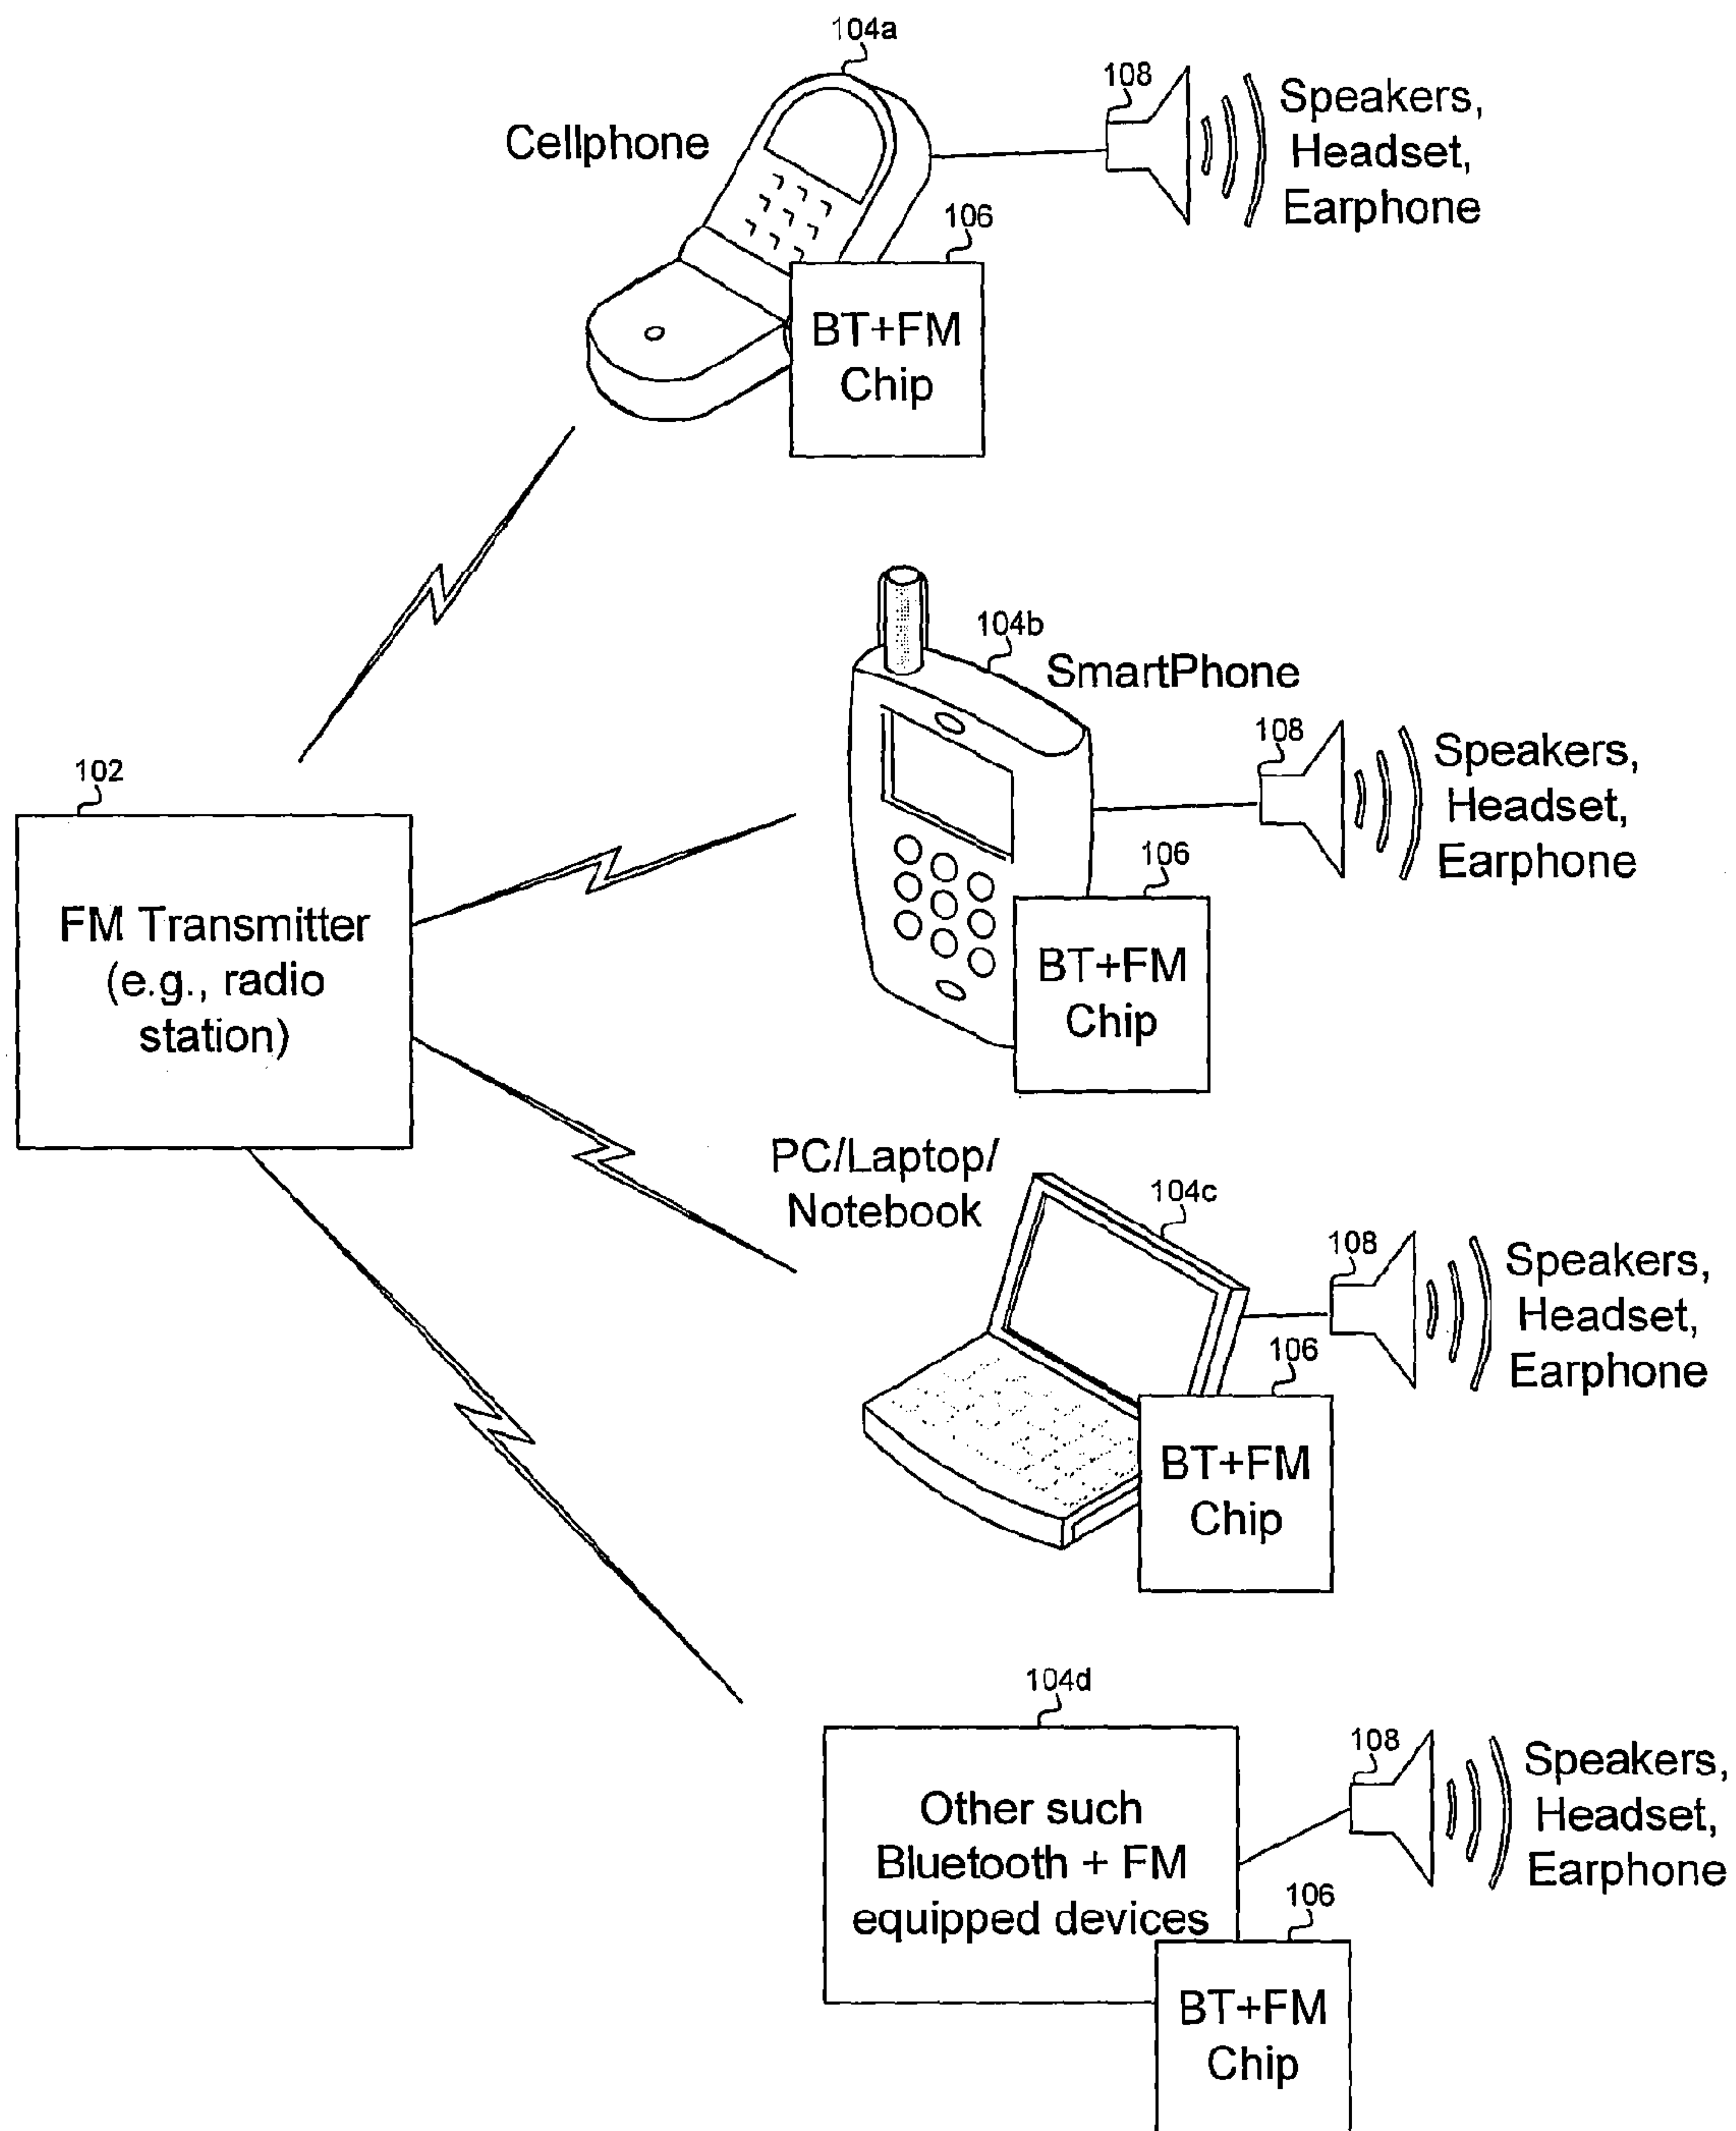 104a
108
Speakers,
Headset,
Earphone
Cellphone
106
BT+FM
Chip
104b
SmartPhone
108
Speakers,
Headset,
Earphone
102
FM Transmitter
(e.g., radio
station)
106
BT+FM
Chip
PC/Laptop/
Notebook
104c
108
Speakers,
Headset,
Earphone
106
BT+FM
Chip
104d
108
Speakers,
Headset,
Earphone
Other such
Bluetooth + FM
equipped devices
106
BT+FM
Chip